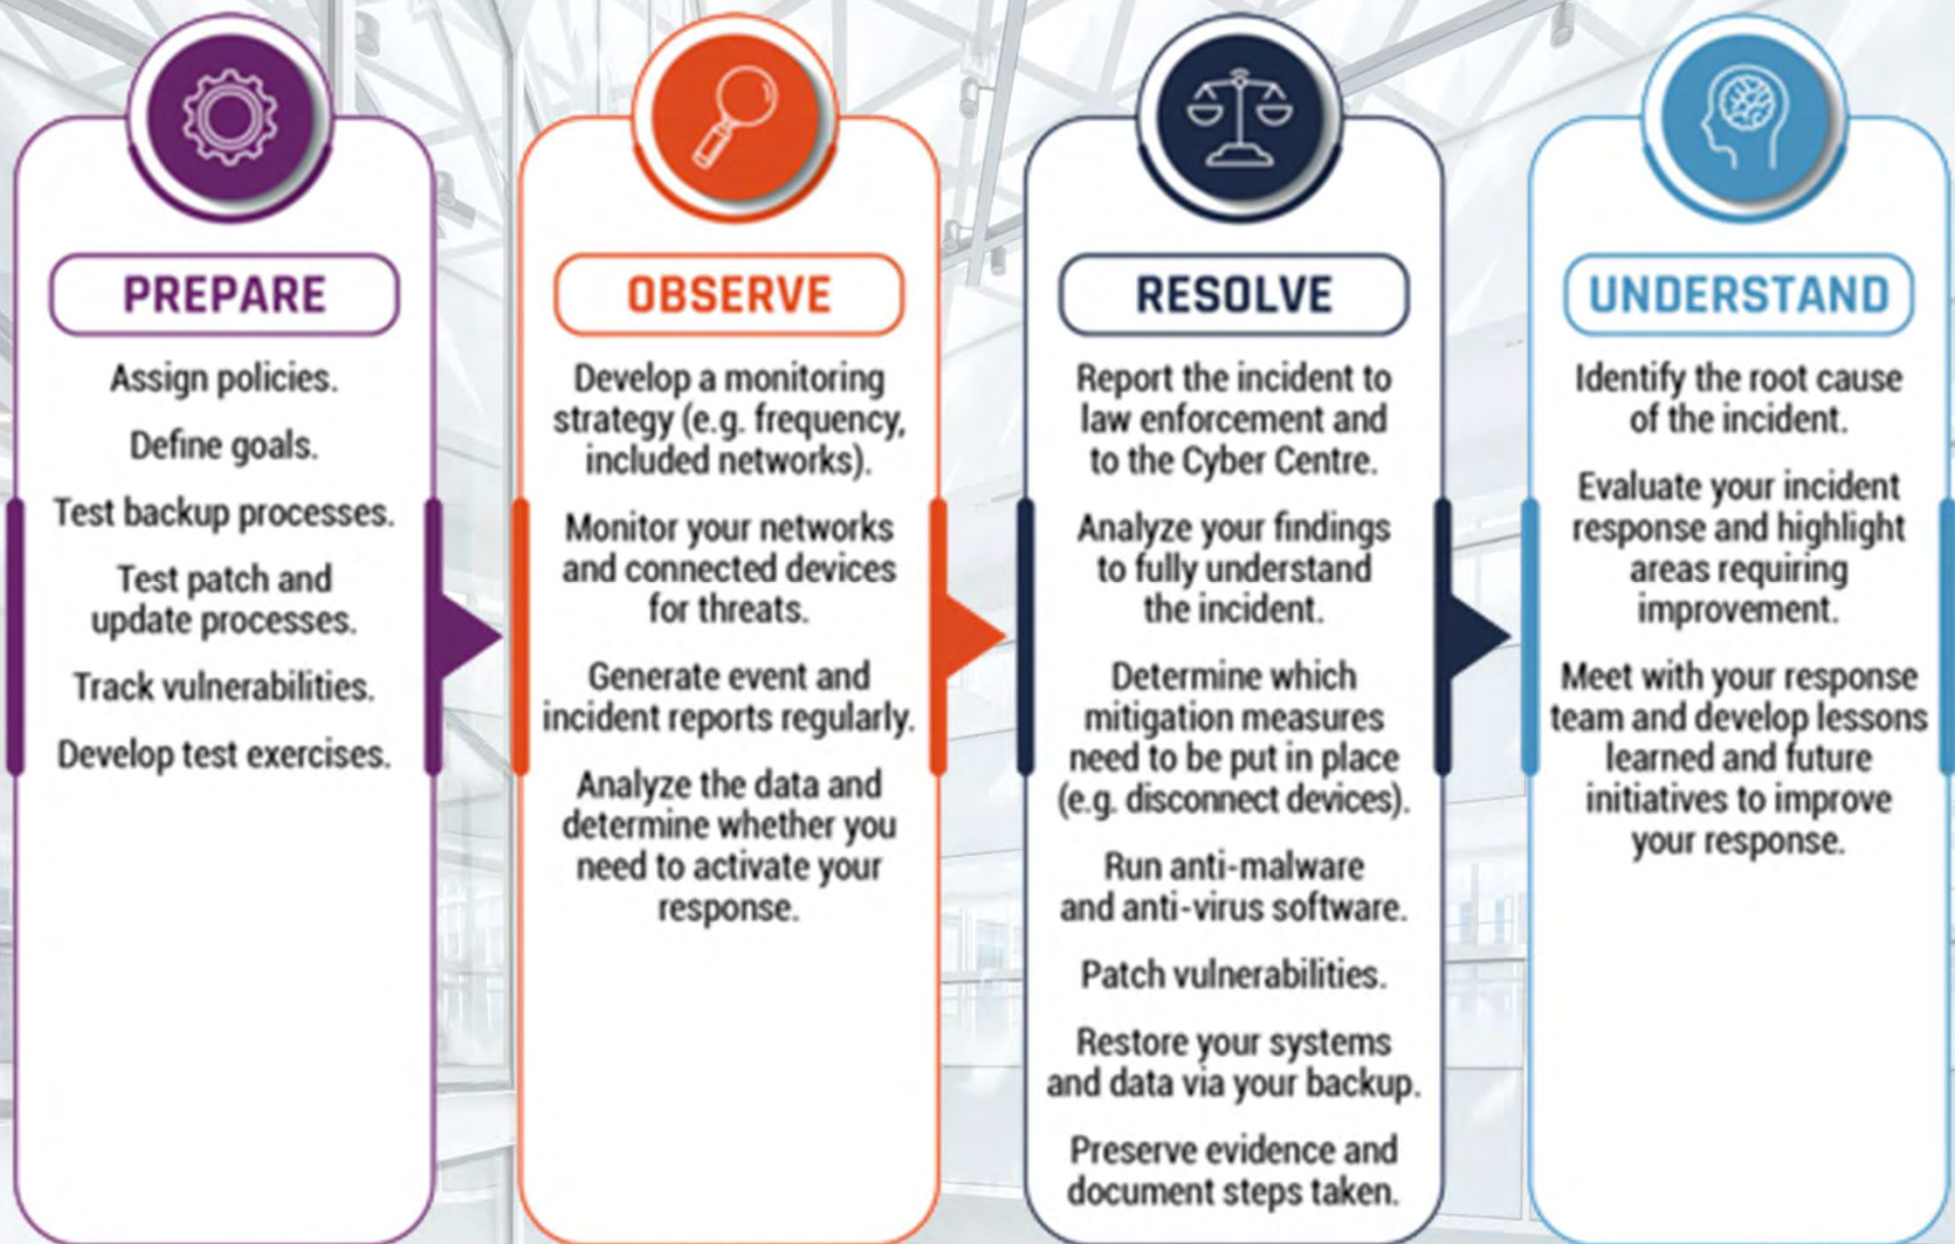 PREPARE
Assign policies.
Define goals.
Test backup processes.
Test patch and
update processes.
Track vulnerabilities.
Develop test exercises.
OBSERVE
Develop a monitoring
strategy (e.g. frequency,
included networks).
Monitor your networks
and connected devices
for threats.
Generate event and
incident reports regularly.
Analyze the data and
determine whether you
need to activate your
response.
RESOLVE
Report the incident to
law enforcement and
to the Cyber Centre.
Analyze your findings
to fully understand
the incident.
Determine which
mitigation measures
need to be put in place
(e.g. disconnect devices).
Run anti-malware
and anti-virus software.
Patch vulnerabilities.
Restore your systems
and data via your backup.
Preserve evidence and
document steps taken.
UNDERSTAND
Identify the root cause
of the incident.
Evaluate your incident
response and highlight
areas requiring
improvement.
Meet with your response
team and develop lessons
learned and future
initiatives to improve
your response.